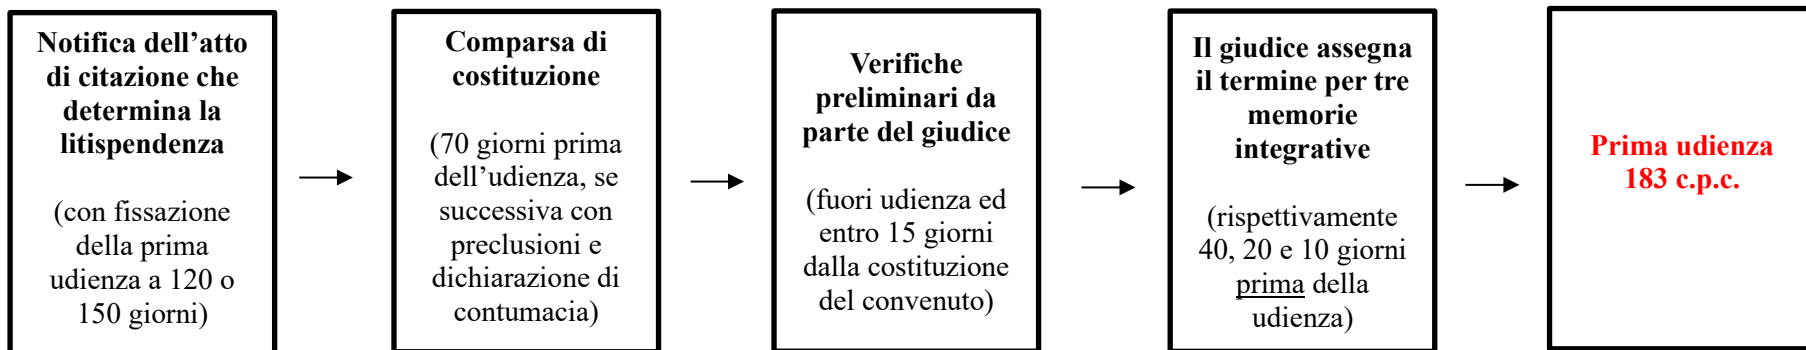 Notifica dell’atto
di citazione che
determina la
litispendenza
(con fissazione
della prima
udienza a 120 o
150 giorni)
Comparsa di
costituzione
(70 giorni prima
dell’udienza, se
successiva con
preclusioni e
dichiarazione di
contumacia)
Verifiche
preliminari da
parte del giudice
(fuori udienza ed
entro 15 giorni
dalla costituzione
del convenuto)
Il giudice assegna
il termine per tre
memorie
integrative
(rispettivamente
40, 20 e 10 giorni
prima della
udienza)
Prima udienza
183 c.p.c.